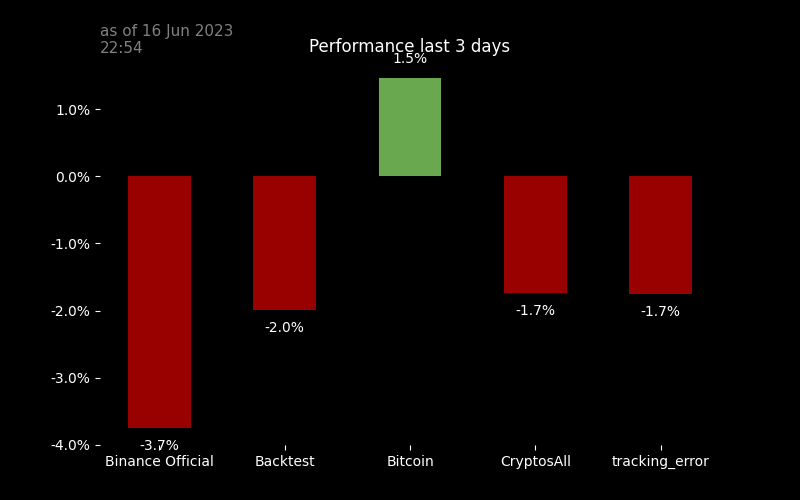 as of 16 Jun 2023
22:54
Performance last 3 days
1.5%
1.0%
0.0%
-1.0%
-2.0%
-3.0%
-4.0%
-2.0%
-1.7%
-1.7%
-3.7%
Binance Official
Backtest
Bitcoin
CryptosAll
tracking_error